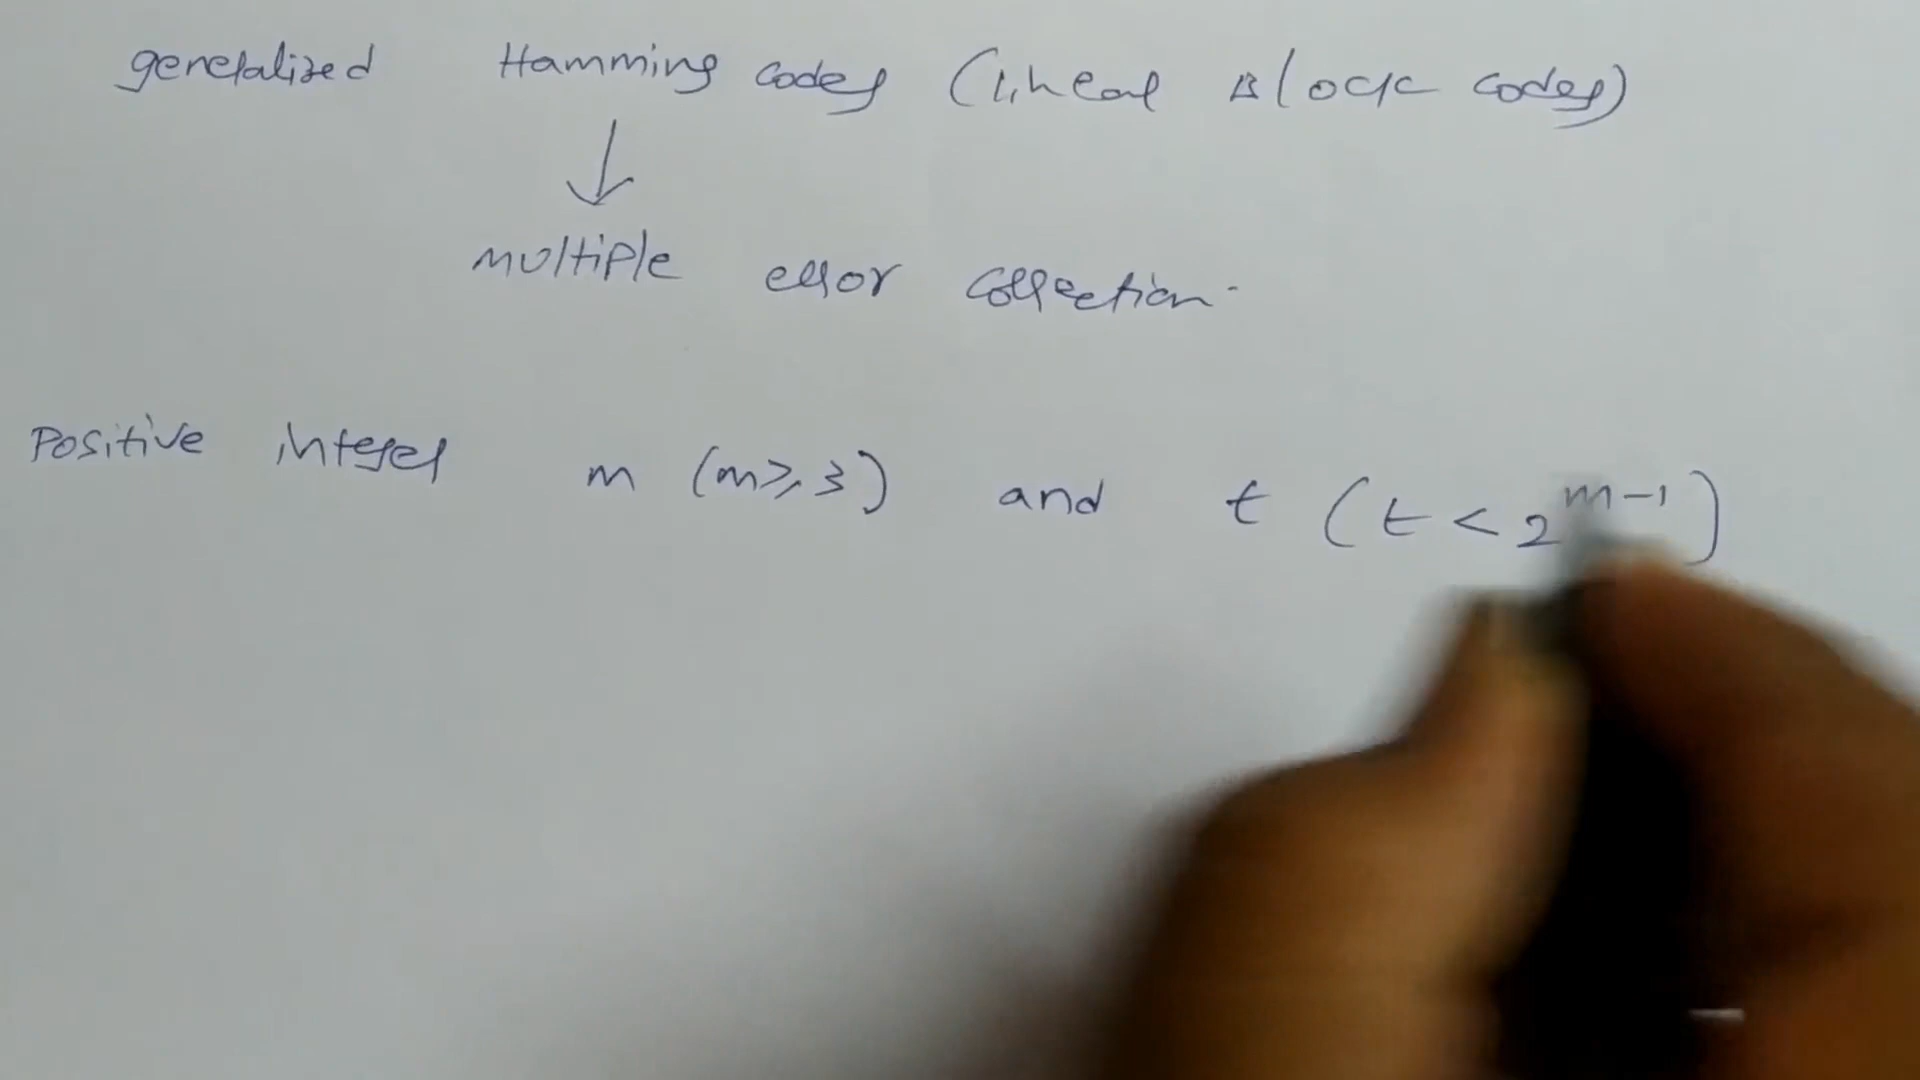 generalized Hamming codes (Linear Block codes)
↓
multiple error correction.
Positive integer m (m≥3) and t (t<2^m-1)